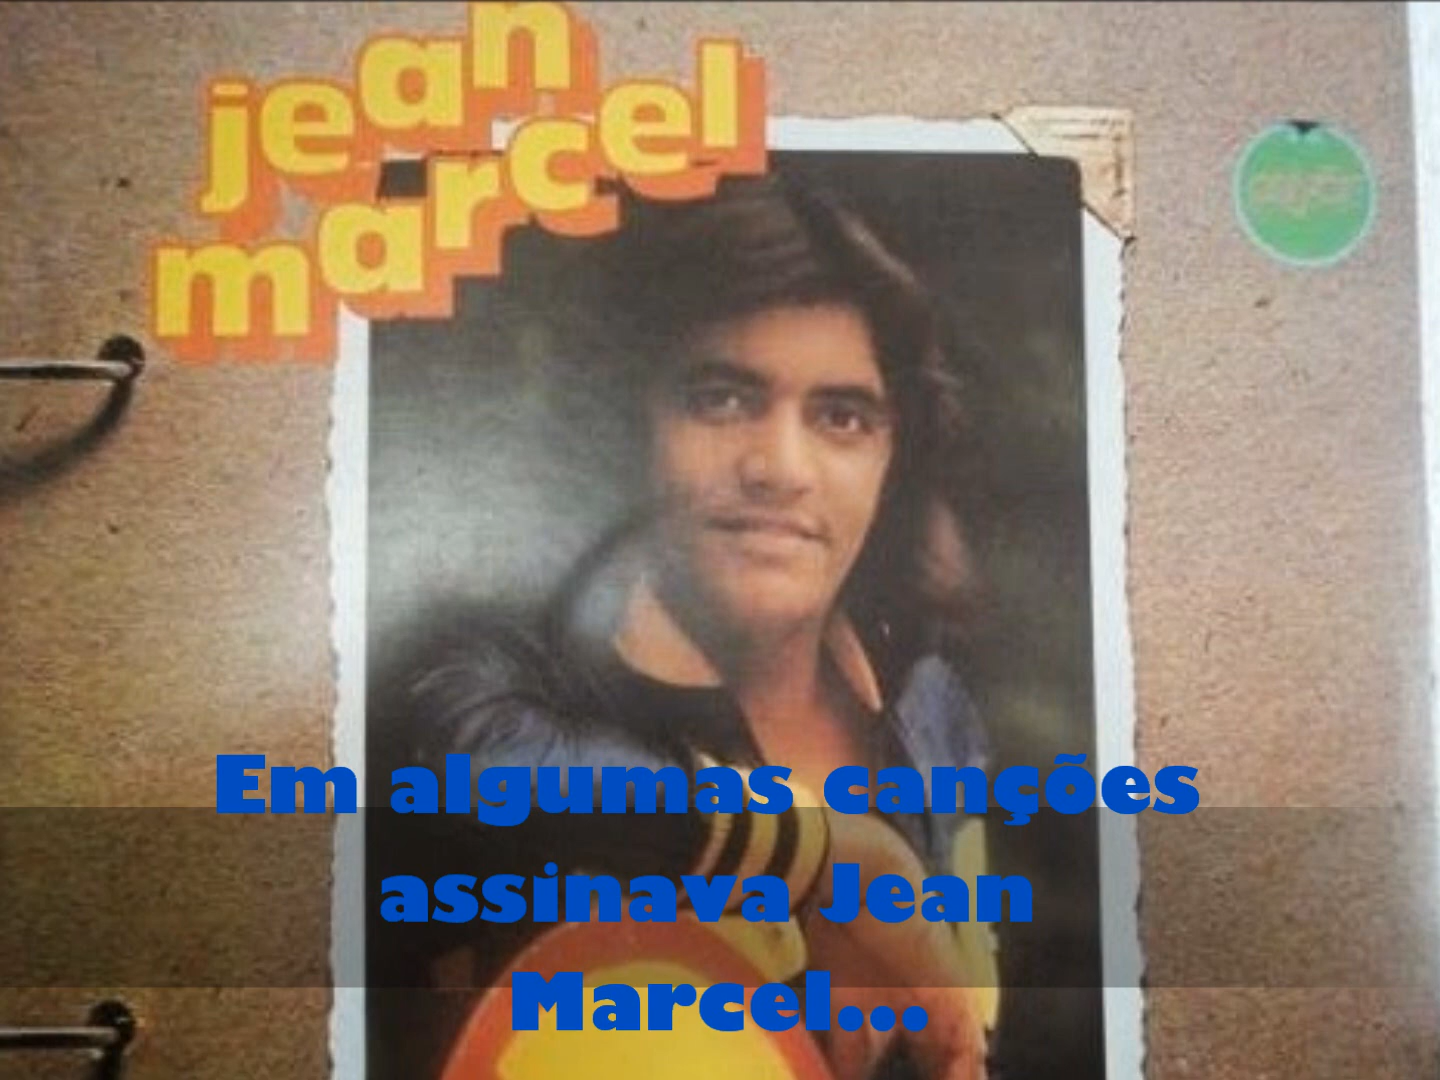 jean
marcel
Em algumas canções
assinava Jean
Marcel...